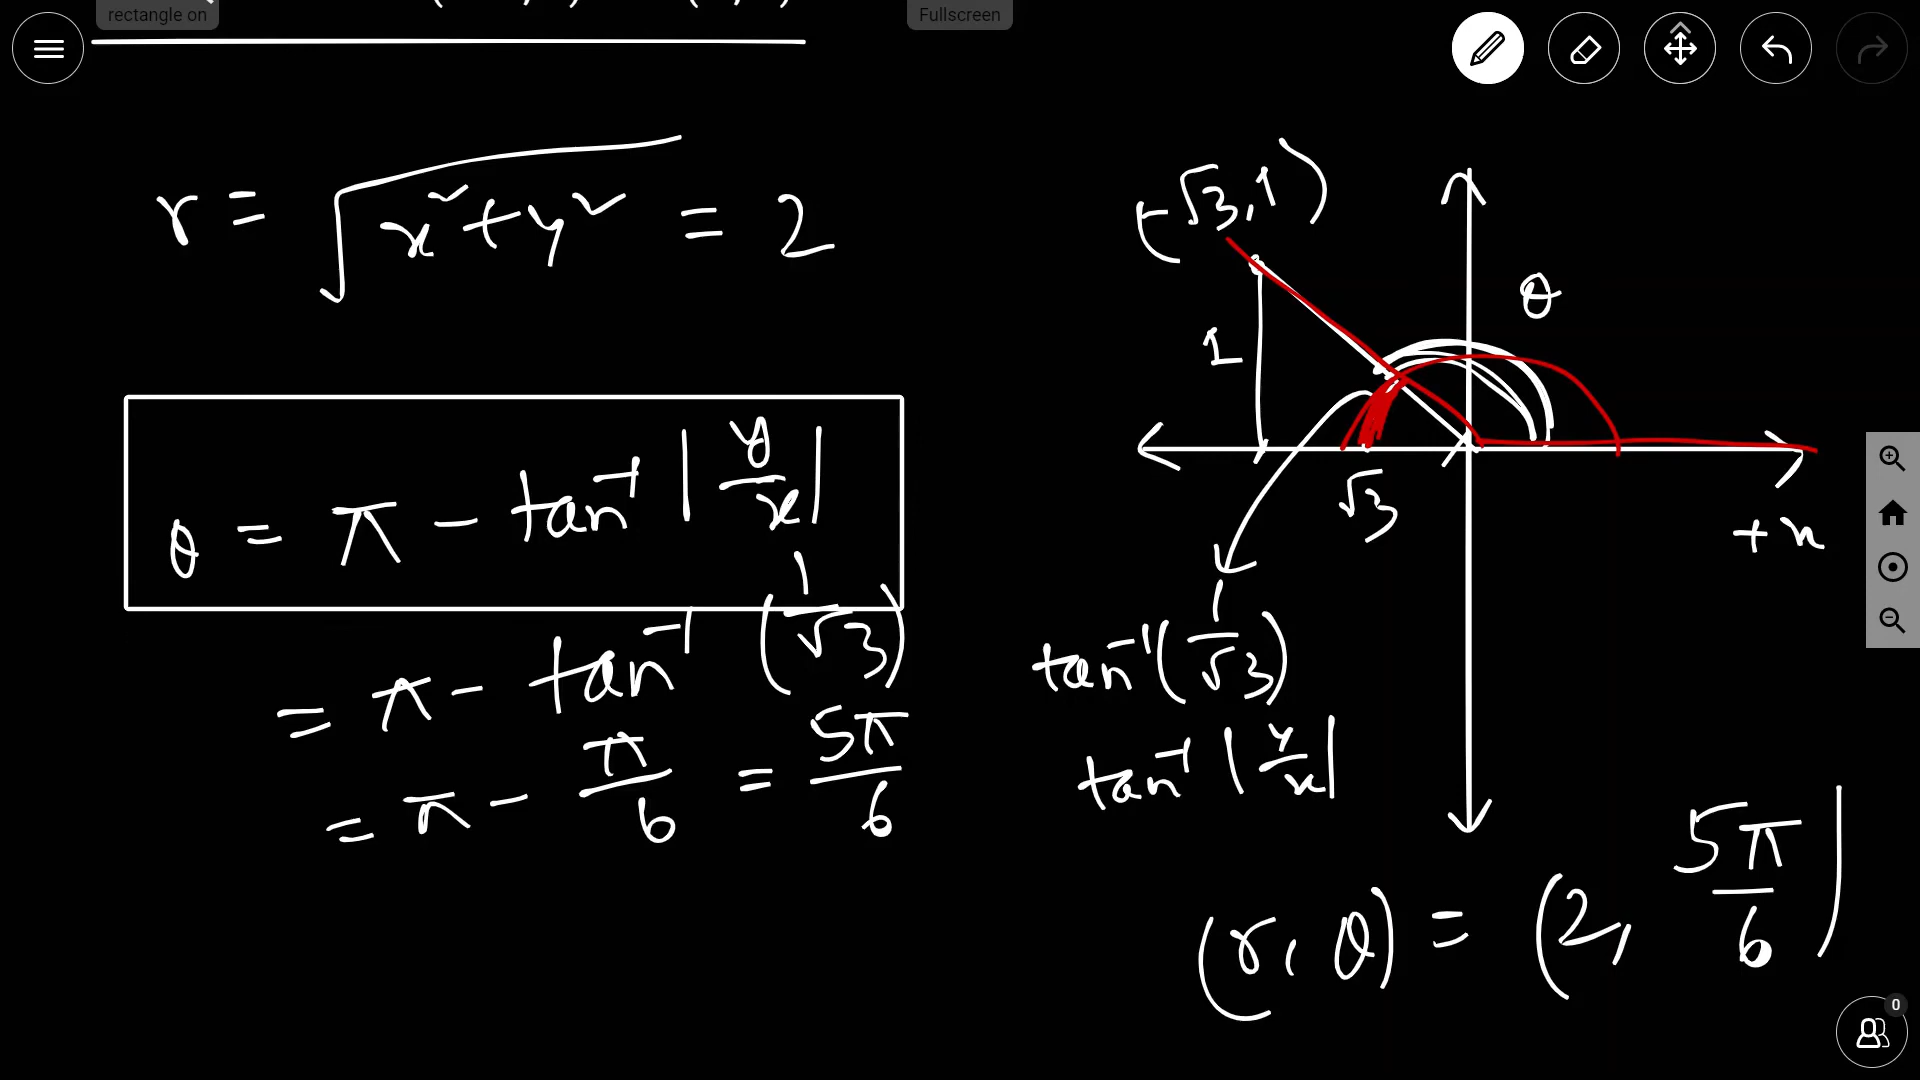 rectangle on
Fullscreen
r = √x²+y² = 2
(-√3, 1)
θ
1
√3
+x
θ = π - tan⁻¹ |y/x|
= π - tan⁻¹ (1/√3)
= π - π/6 = 5π/6
tan⁻¹(1/√3)
tan⁻¹ |y/x|
(r, θ) = (2, 5π/6)
0